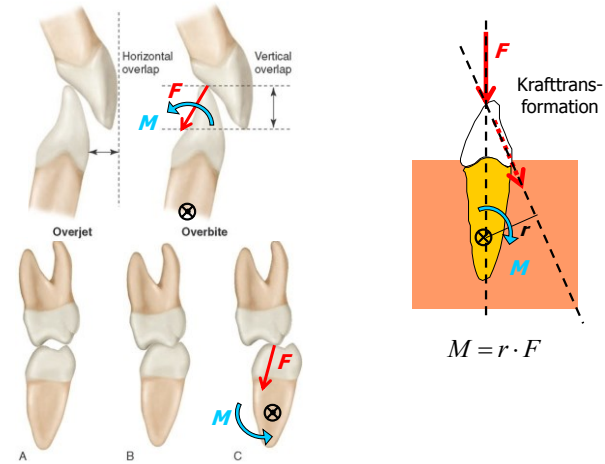 Horizontal
overlap
Vertical
overlap
F
M
Overjet
Overbite
F
M
A
B
C
F
Krafttrans-
formation
r
M
M = r · F